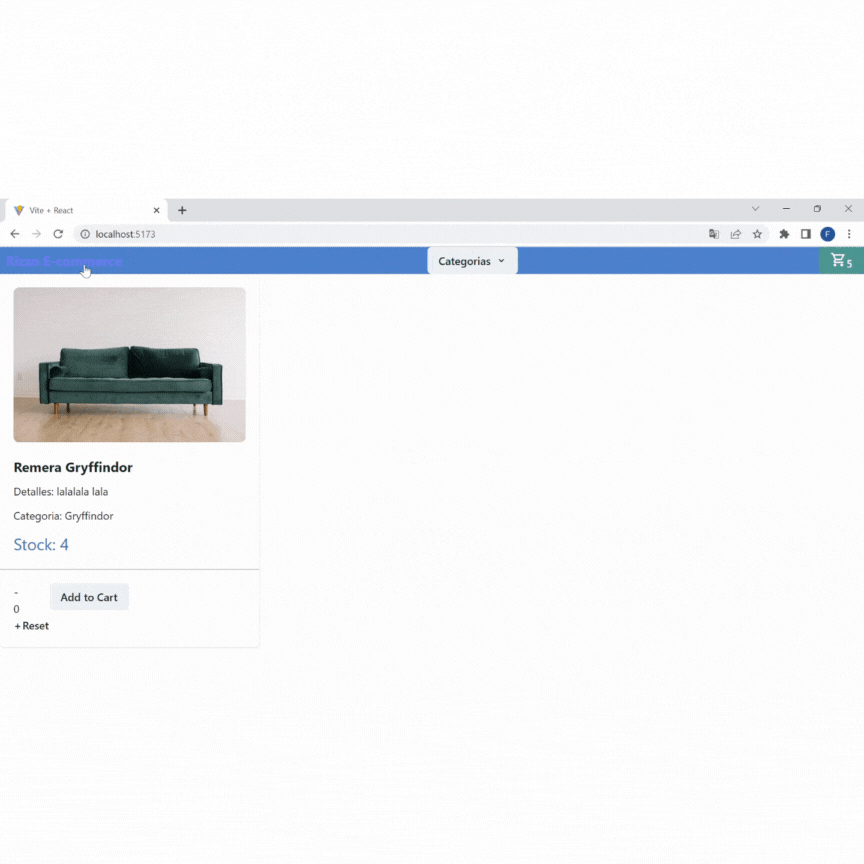 Vite + React
localhost:5173
F
Rizzo E-commerce
Categorias
5
Remera Gryffindor
Detalles: lalalala lala
Categoria: Gryffindor
Stock: 4
-
0
+ Reset
Add to Cart